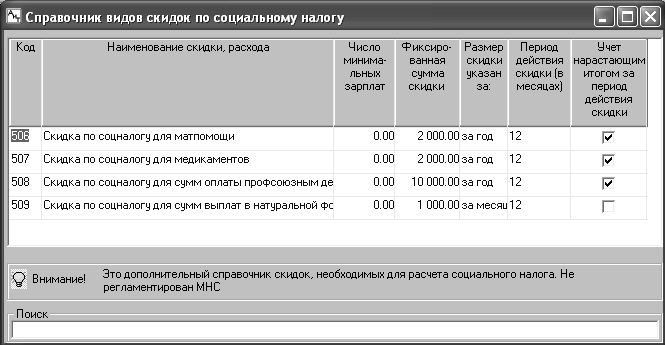 Справочник видов скидок по социальному налогу
Код
Наименование скидки, расхода
Число
минима-
льных
зарплат
Фиксиро-
ванная
сумма
скидки
Размер
скидки
указан
за:
Период
действия
скидки (в
месяцах)
Учет
нарастающим
итогом за
период
действия
скидки
506 Скидка по соцналогу для матпомощи 0.00 2 000.00 за год 12
507 Скидка по соцналогу для медикаментов 0.00 2 000.00 за год 12
508 Скидка по соцналогу для сумм оплаты профсоюзным де 0.00 10 000.00 за год 12
509 Скидка по соцналогу для сумм выплат в натуральной фо 0.00 1 000.00 за месяц 12
Внимание!
Это дополнительный справочник скидок, необходимых для расчета социального налога. Не
регламентирован МНС
Поиск